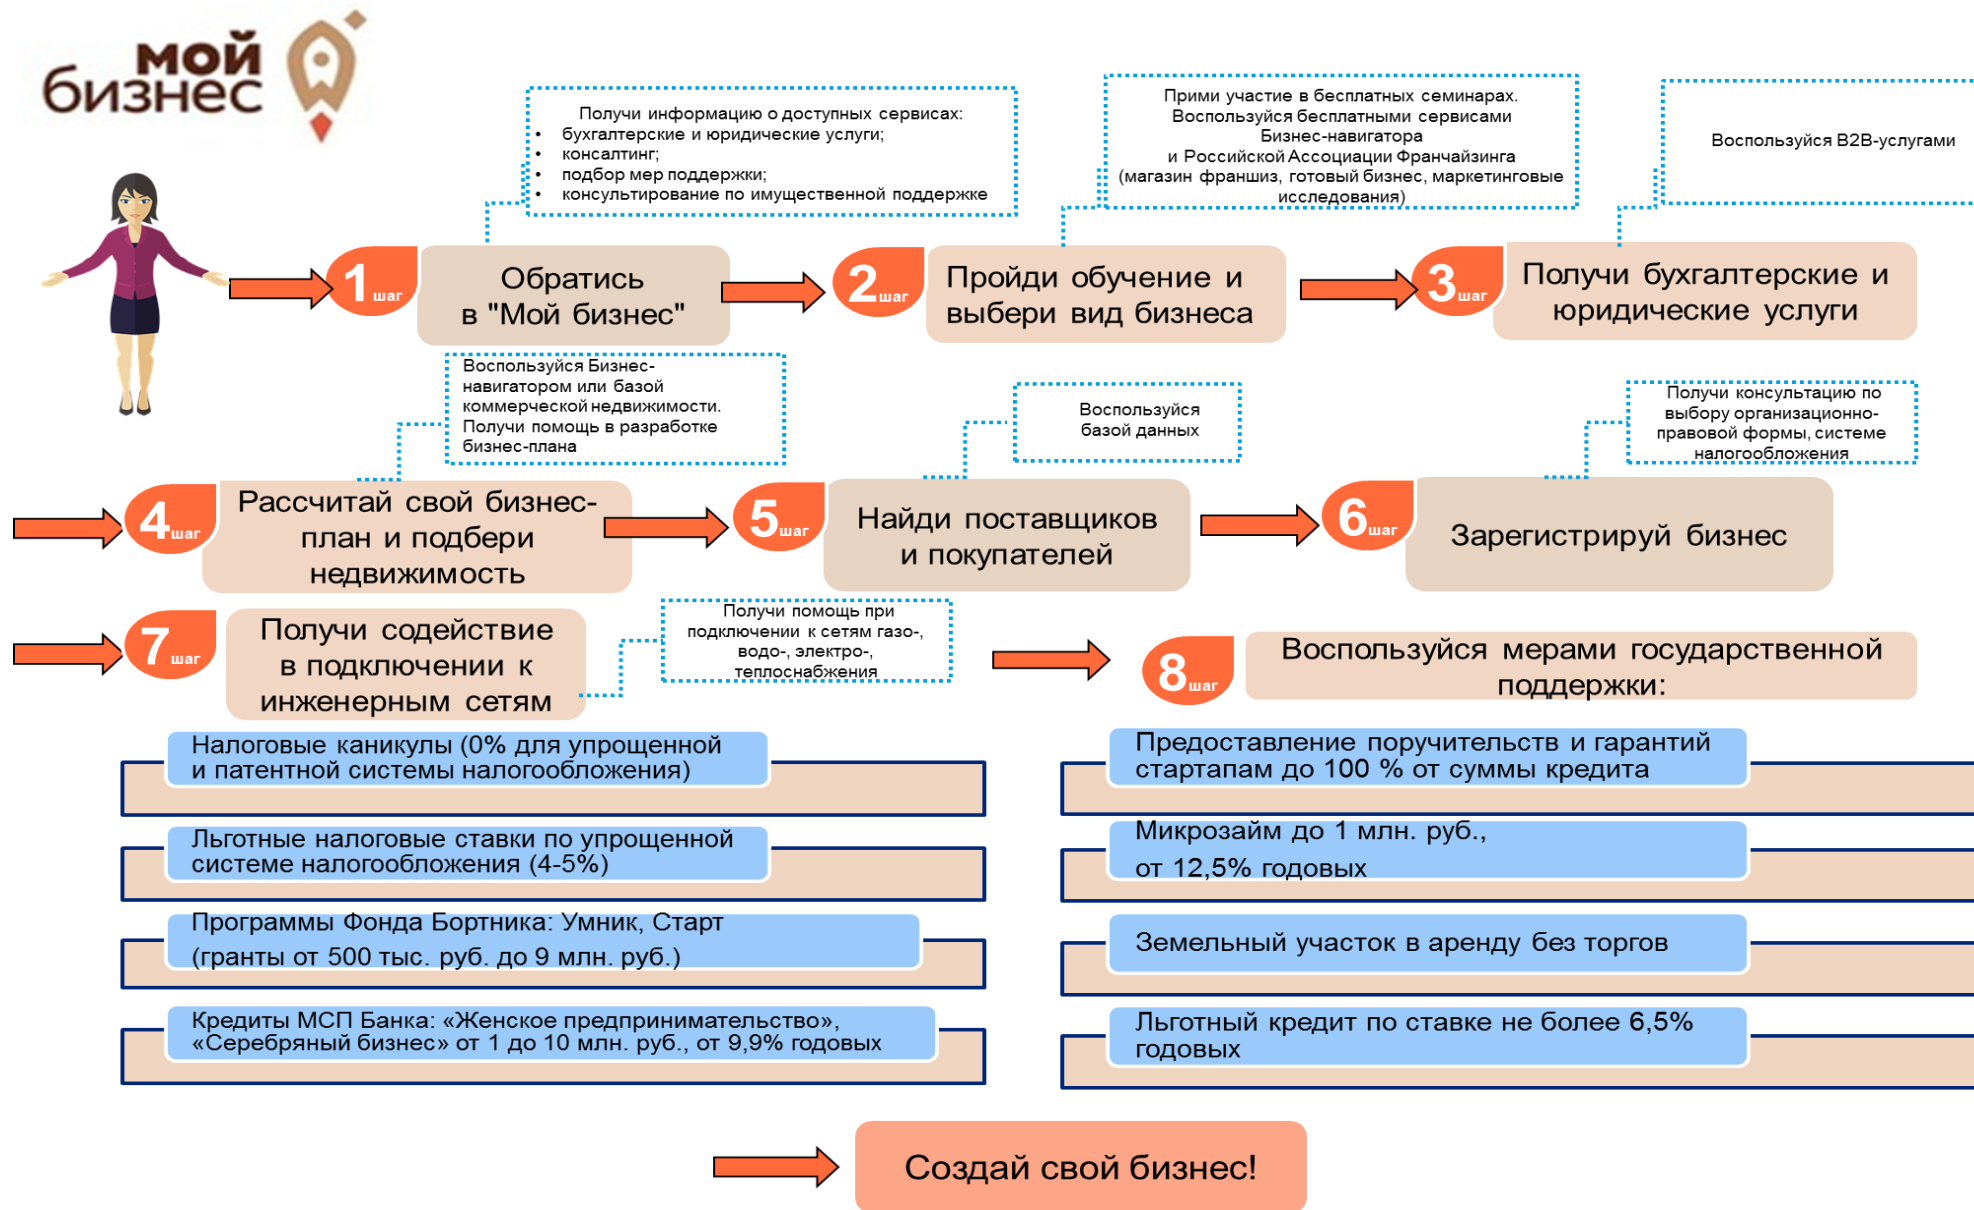 мой
бизнес
Получи информацию о доступных сервисах:
• бухгалтерские и юридические услуги;
• консалтинг;
• подбор мер поддержки;
• консультирование по имущественной поддержке
Прими участие в бесплатных семинарах.
Воспользуйся бесплатными сервисами
Бизнес-навигатора
и Российской Ассоциации Франчайзинга
(магазин франшиз, готовый бизнес, маркетинговые
исследования)
Воспользуйся B2B-услугами
1 шаг
Обратись
в "Мой бизнес"
2 шаг
Пройди обучение и
выбери вид бизнеса
3 шаг
Получи бухгалтерские и
юридические услуги
Воспользуйся Бизнес-
навигатором или базой
коммерческой недвижимости.
Получи помощь в разработке
бизнес-плана
Воспользуйся
базой данных
Получи консультацию по
выбору организационно-
правовой формы, системе
налогообложения
4 шаг
Рассчитай свой бизнес-
план и подбери
недвижимость
5 шаг
Найди поставщиков
и покупателей
6 шаг
Зарегистрируй бизнес
7 шаг
Получи содействие
в подключении к
инженерным сетям
Получи помощь при
подключении к сетям газо-,
водо-, электро-,
теплоснабжения
8 шаг
Воспользуйся мерами государственной
поддержки:
Налоговые каникулы (0% для упрощенной
и патентной системы налогообложения)
Льготные налоговые ставки по упрощенной
системе налогообложения (4-5%)
Программы Фонда Бортника: Умник, Старт
(гранты от 500 тыс. руб. до 9 млн. руб.)
Кредиты МСП Банка: «Женское предпринимательство»,
«Серебряный бизнес» от 1 до 10 млн. руб., от 9,9% годовых
Предоставление поручительств и гарантий
стартапам до 100 % от суммы кредита
Микрозайм до 1 млн. руб.,
от 12,5% годовых
Земельный участок в аренду без торгов
Льготный кредит по ставке не более 6,5%
годовых
Создай свой бизнес!